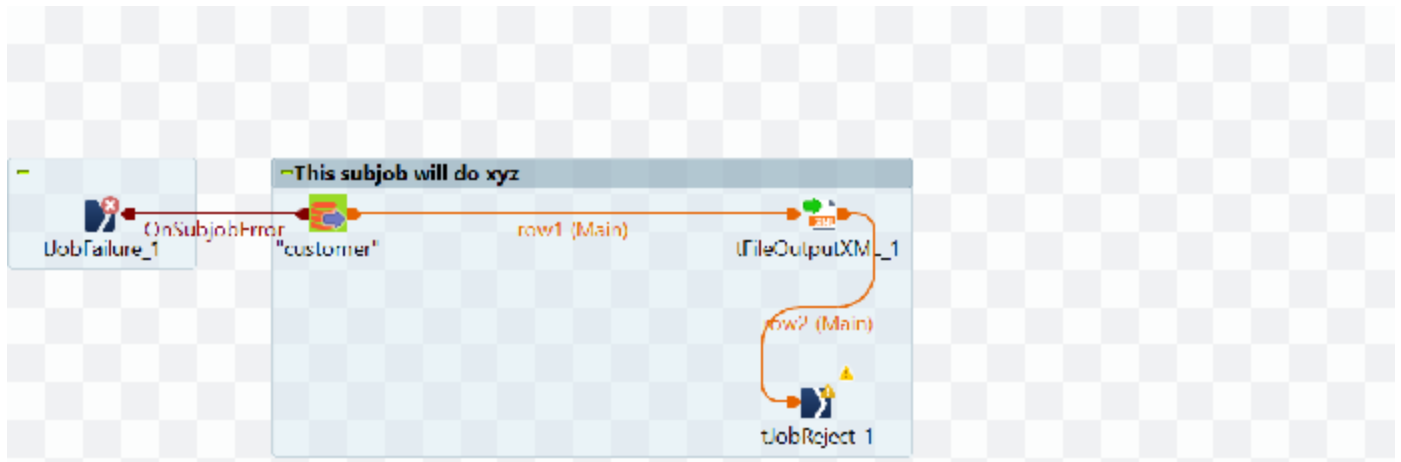 This subjob will do xyz
OnSubjobError
row1 (Main)
tJobFailure_1
"customer"
tFileOutputXML_1
row2 (Main)
tJobReject_1